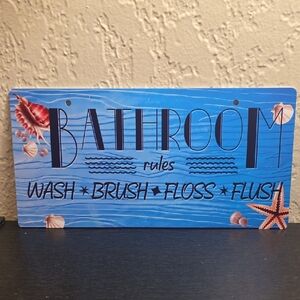 BATHROOM
rules
WASH * BRUSH ✦ FLOSS * FLUSH